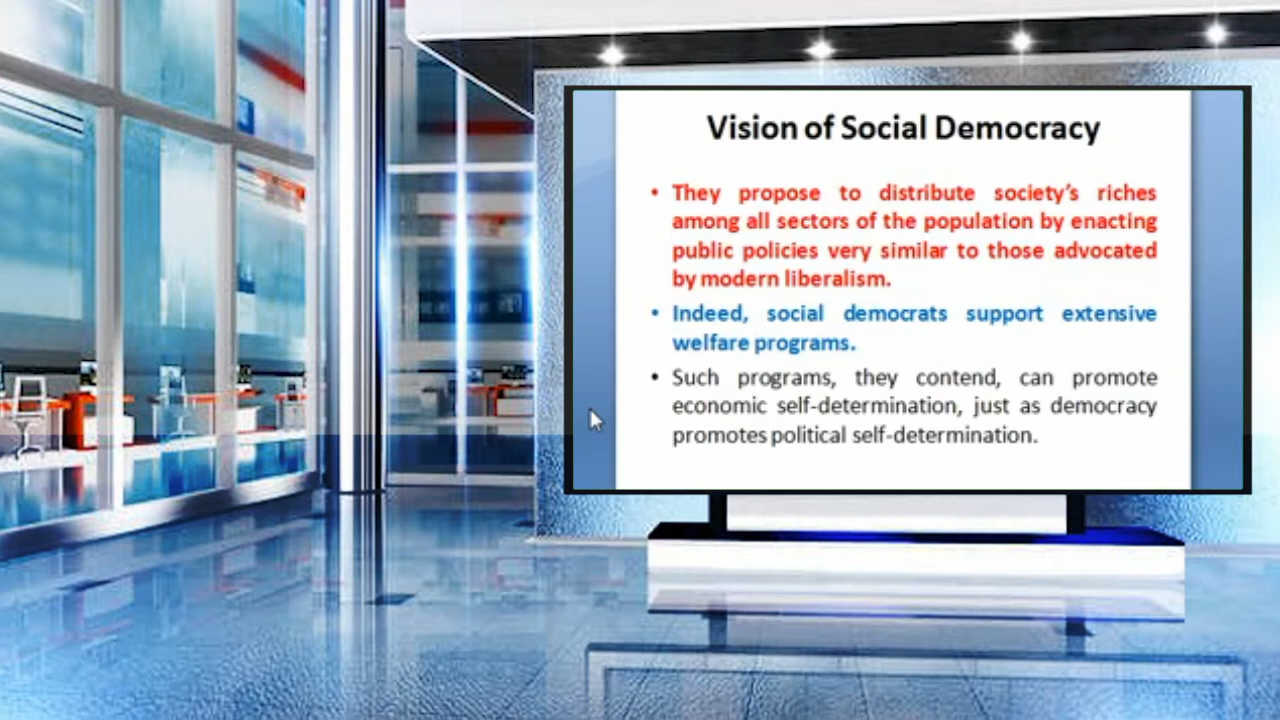 Vision of Social Democracy
• They propose to distribute society's riches
among all sectors of the population by enacting
public policies very similar to those advocated
by modern liberalism.
• Indeed, social democrats support extensive
welfare programs.
• Such programs, they contend, can promote
economic self-determination, just as democracy
promotes political self-determination.